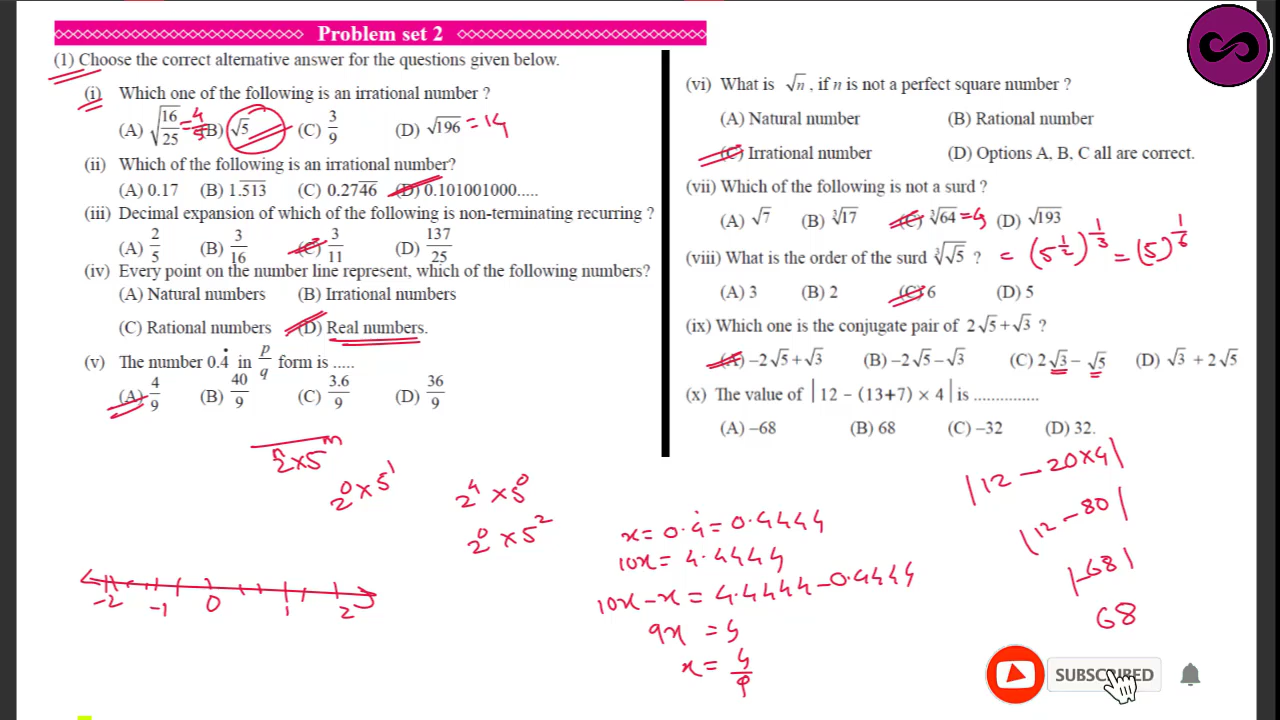 Problem set 2
(1) Choose the correct alternative answer for the questions given below.
(i) Which one of the following is an irrational number ?
(A) √16/25 = 4/5 (B) √5 (C) 3/9 (D) √196 = 14
(ii) Which of the following is an irrational number?
(A) 0.17 (B) 1.5̅1̅3̅ (C) 0.274̅6̅ (D) 0.101001000.....
(iii) Decimal expansion of which of the following is non-terminating recurring ?
(A) 2/5 (B) 3/16 (C) 3/11 (D) 137/25
(iv) Every point on the number line represent, which of the following numbers?
(A) Natural numbers (B) Irrational numbers
(C) Rational numbers (D) Real numbers.
(v) The number 0.4̇ in p/q form is .....
(A) 4/9 (B) 40/9 (C) 3.6/9 (D) 36/9
2ⁿ×5ᵐ
2⁰×5¹
2⁴×5⁰
2⁰×5²
-2 -1 0 1 2
(vi) What is √n , if n is not a perfect square number ?
(A) Natural number (B) Rational number
(C) Irrational number (D) Options A, B, C all are correct.
(vii) Which of the following is not a surd ?
(A) √7 (B) ∛17 (C) ∛64 = 4 (D) √193
(viii) What is the order of the surd ∛√5 ? = (5^1/2)^1/3 = (5)^1/6
(A) 3 (B) 2 (C) 6 (D) 5
(ix) Which one is the conjugate pair of 2√5+√3 ?
(A) −2√5+√3 (B) −2√5−√3 (C) 2√3−√5 (D) √3+2√5
(x) The value of |12 − (13+7) × 4| is ...............
(A) −68 (B) 68 (C) −32 (D) 32.
|12 − 20×4|
|12 − 80|
|-68|
68
x = 0.4̇ = 0.4444
10x = 4.4444
10x−x = 4.4444−0.4444
9x = 4
x = 4/9
SUBSCRIBED